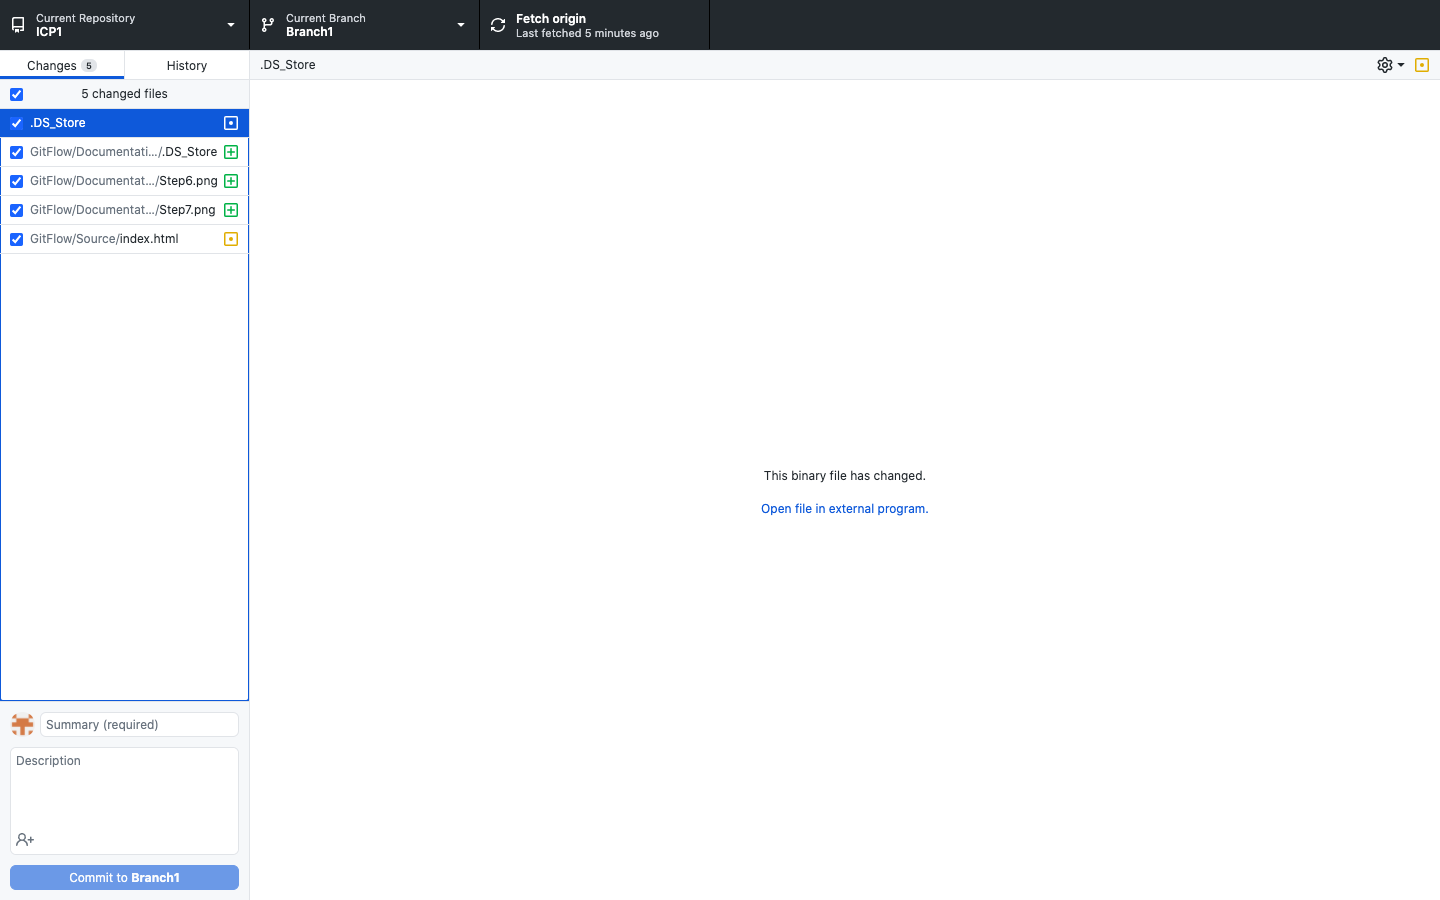 Current Repository
ICP1
Current Branch
Branch1
Fetch origin
Last fetched 5 minutes ago
Changes 5
History
.DS_Store
5 changed files
.DS_Store
GitFlow/Documentati.../.DS_Store
GitFlow/Documentat.../Step6.png
GitFlow/Documentat.../Step7.png
GitFlow/Source/index.html
This binary file has changed.
Open file in external program.
Summary (required)
Description
Commit to Branch1